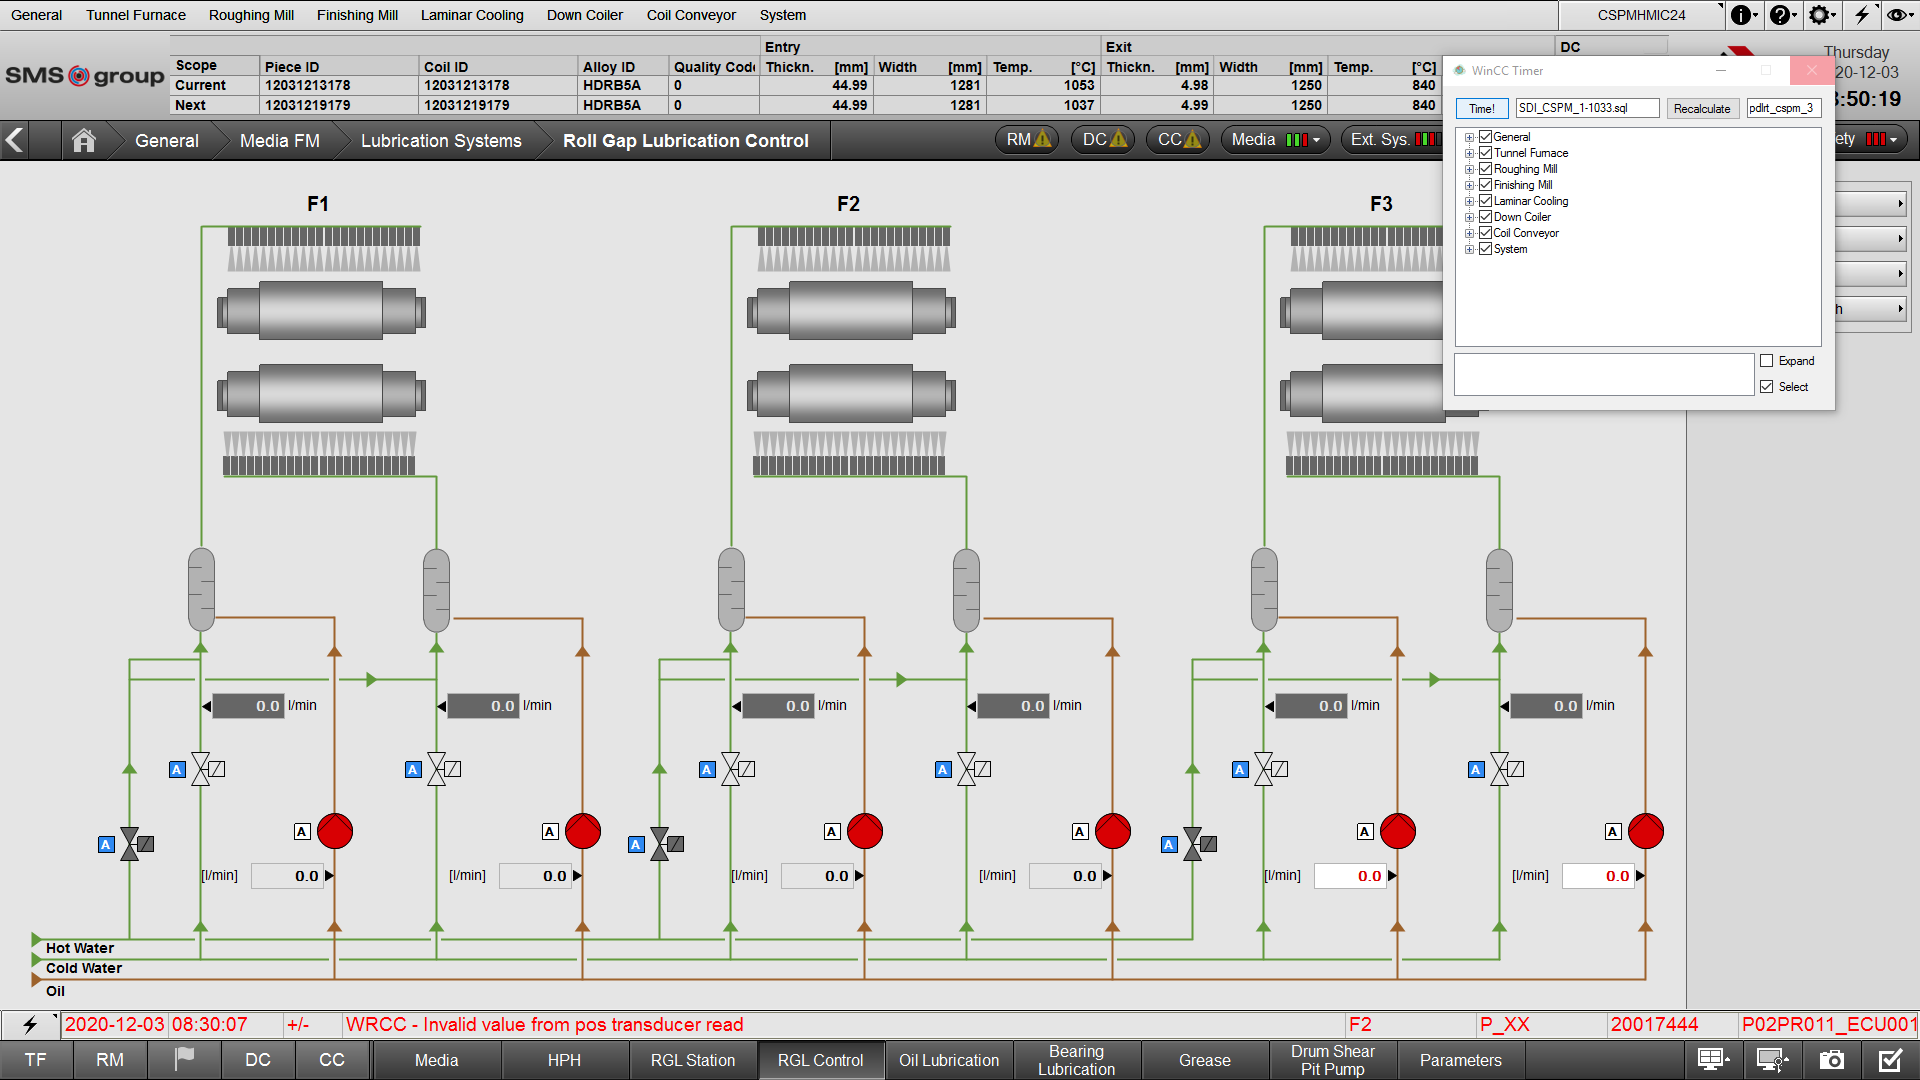 General Tunnel Furnace Roughing Mill Finishing Mill Laminar Cooling Down Coiler Coil Conveyor System CSPMHMIC24
SMS group
Entry Exit DC
Scope Piece ID Coil ID Alloy ID Quality Code Thickn. [mm] Width [mm] Temp. [°C] Thickn. [mm] Width [mm] Temp. [°C]
Current 12031213178 12031213178 HDRB5A 0 44.99 1281 1053 4.98 1250 840
Next 12031219179 12031219179 HDRB5A 0 44.99 1281 1037 4.99 1250 840
Thursday
20-12-03
:50:19
General Media FM Lubrication Systems Roll Gap Lubrication Control RM DC CC Media Ext. Sys. ety
WinCC Timer
Time! SDI_CSPM_1-1033.sql Recalculate pdlrt_cspm_3
General
Tunnel Furnace
Roughing Mill
Finishing Mill
Laminar Cooling
Down Coiler
Coil Conveyor
System
Expand
Select
h
F1 F2 F3
0.0 l/min 0.0 l/min 0.0 l/min 0.0 l/min 0.0 l/min 0.0 l/min
A A A A A A
A A A A A A
A A A
[l/min] 0.0 [l/min] 0.0 [l/min] 0.0 [l/min] 0.0 [l/min] 0.0 [l/min] 0.0
Hot Water
Cold Water
Oil
2020-12-03 08:30:07 +/- WRCC - Invalid value from pos transducer read F2 P_XX 20017444 P02PR011_ECU001
TF RM DC CC Media HPH RGL Station RGL Control Oil Lubrication Bearing Lubrication Grease Drum Shear Pit Pump Parameters